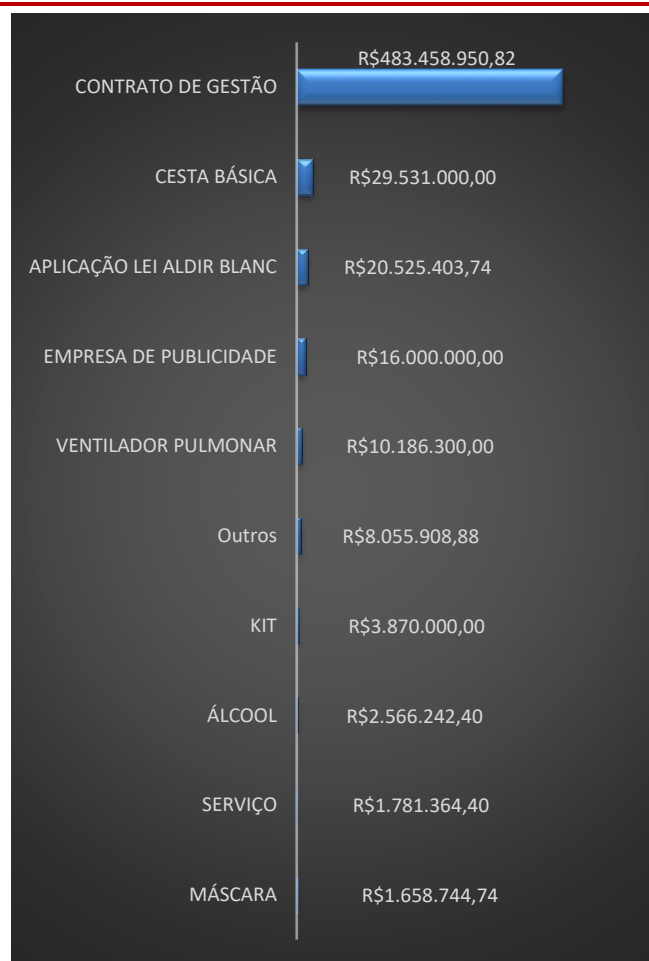 R$483.458.950,82
CONTRATO DE GESTÃO
CESTA BÁSICA R$29.531.000,00
APLICAÇÃO LEI ALDIR BLANC R$20.525.403,74
EMPRESA DE PUBLICIDADE R$16.000.000,00
VENTILADOR PULMONAR R$10.186.300,00
Outros R$8.055.908,88
KIT R$3.870.000,00
ÁLCOOL R$2.566.242,40
SERVIÇO R$1.781.364,40
MÁSCARA R$1.658.744,74